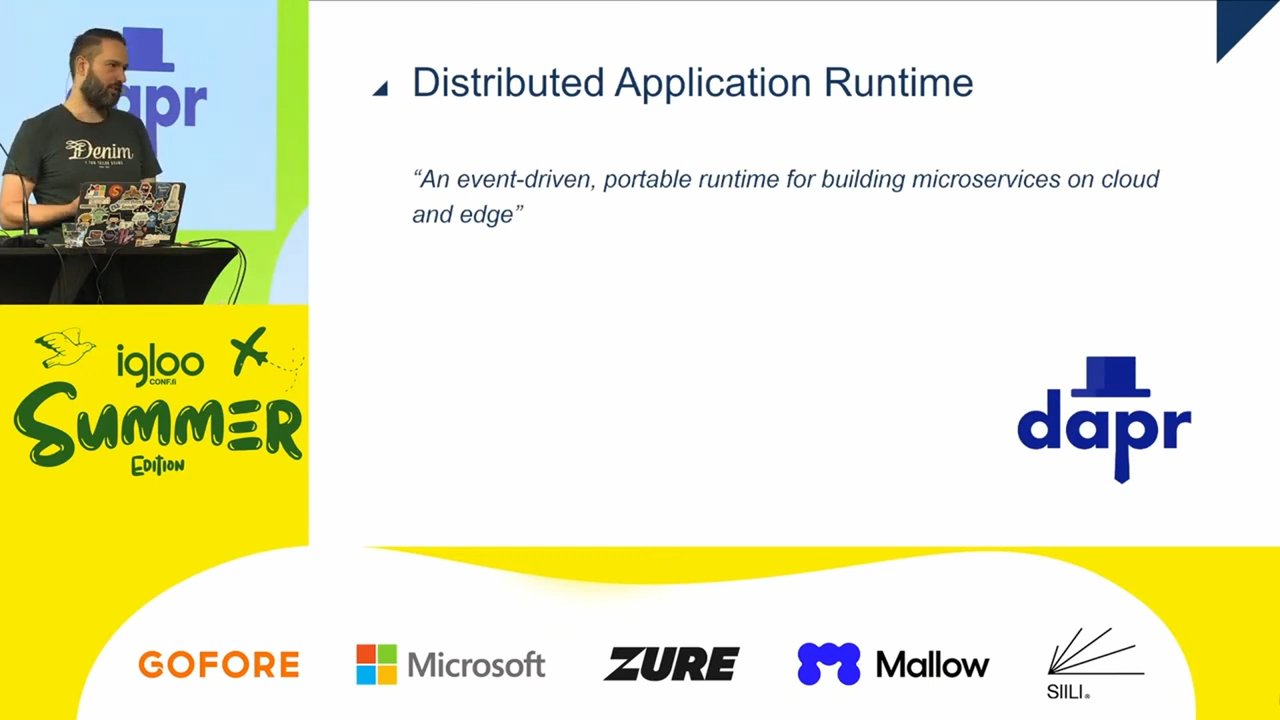 dapr
Denim
Distributed Application Runtime
“An event-driven, portable runtime for building microservices on cloud
and edge”
dapr
igloo
CONF.fi
SUMMER
EDITION
GOFORE
Microsoft
ZURE
Mallow
SIILI